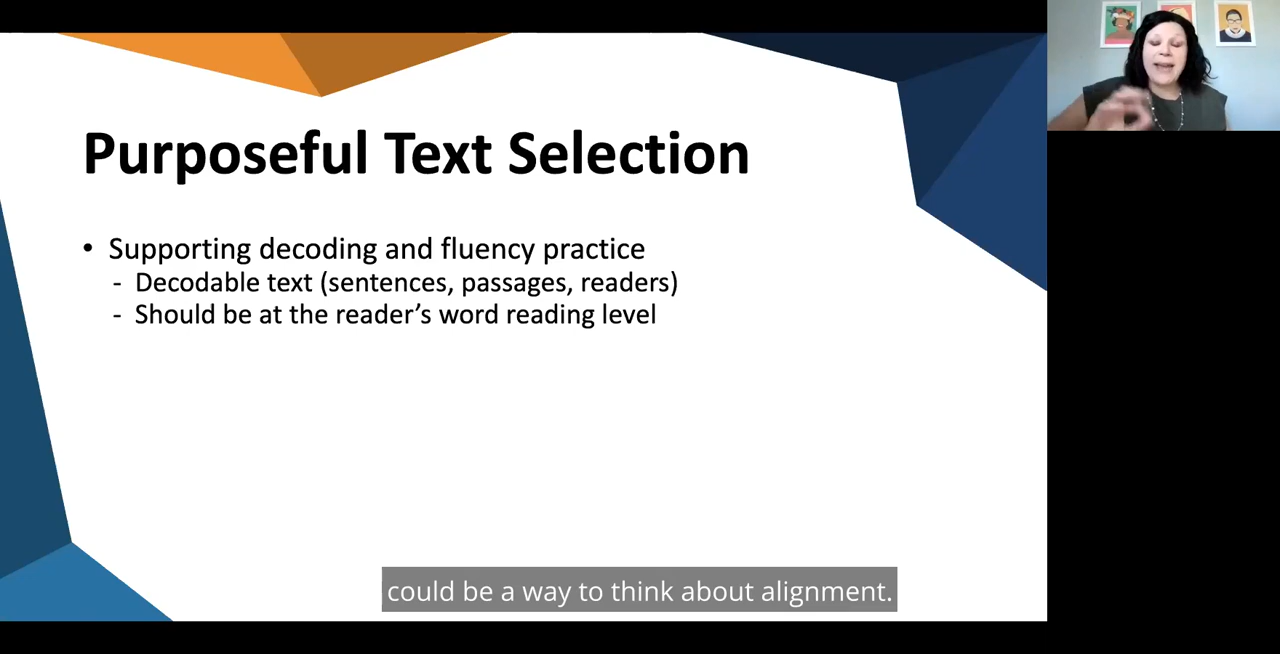 Purposeful Text Selection
• Supporting decoding and fluency practice
- Decodable text (sentences, passages, readers)
- Should be at the reader’s word reading level
could be a way to think about alignment.